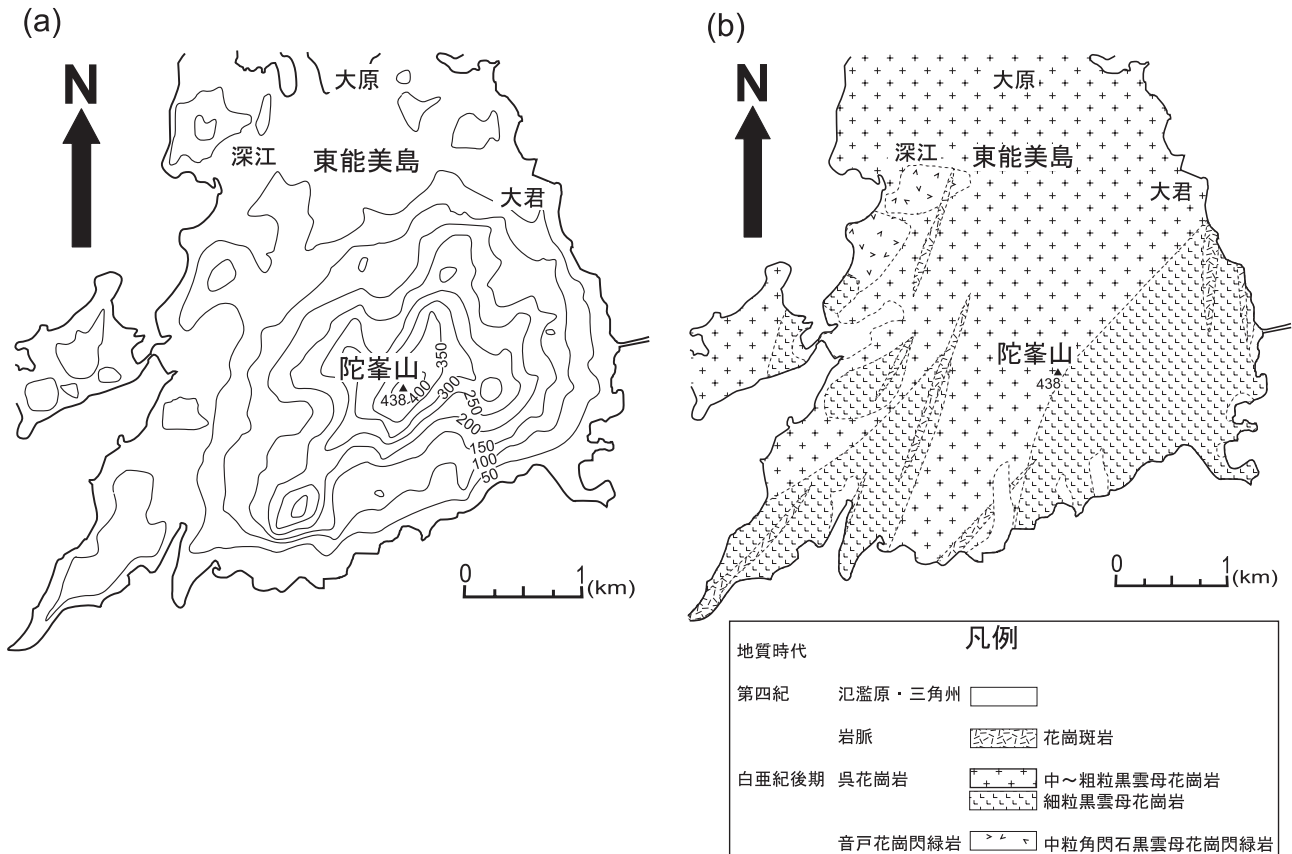 (a)
N
大原
深江
東能美島
大君
陀峯山
438
400
350
300
250
200
150
100
50
0 1
(km)
(b)
N
大原
深江
東能美島
大君
陀峯山
438
0 1
(km)
凡例
地質時代
第四紀 氾濫原・三角州
岩脈 花崗斑岩
白亜紀後期 呉花崗岩 中～粗粒黒雲母花崗岩
細粒黒雲母花崗岩
音戸花崗閃緑岩 中粒角閃石黒雲母花崗閃緑岩